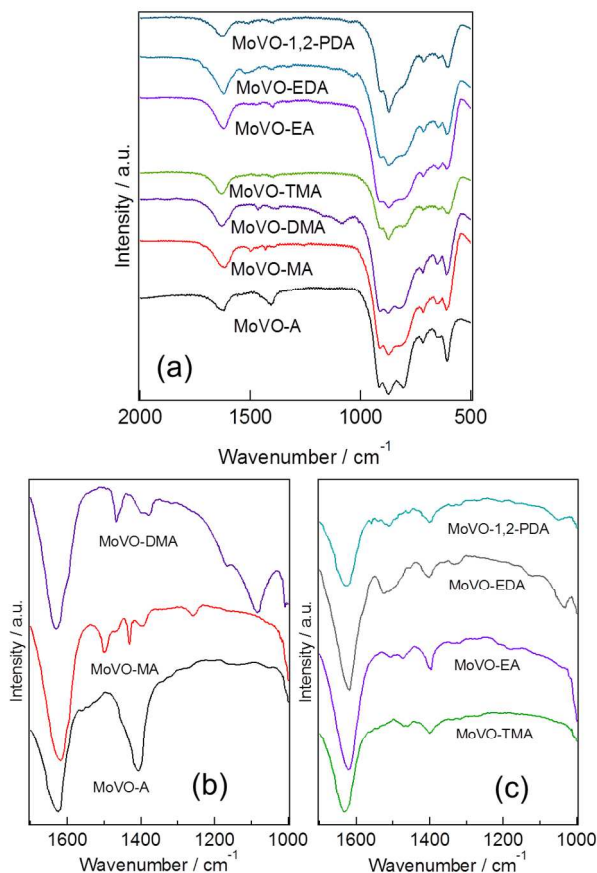 MoVO-1,2-PDA
MoVO-EDA
MoVO-EA
MoVO-TMA
MoVO-DMA
MoVO-MA
MoVO-A
(a)
Intensity / a.u.
2000 1500 1000 500
Wavenumber / cm⁻¹
MoVO-DMA
MoVO-MA
MoVO-A
(b)
Intensity / a.u.
1600 1400 1200 1000
Wavenumber / cm⁻¹
MoVO-1,2-PDA
MoVO-EDA
MoVO-EA
MoVO-TMA
(c)
Intensity / a.u.
1600 1400 1200 1000
Wavenumber / cm⁻¹